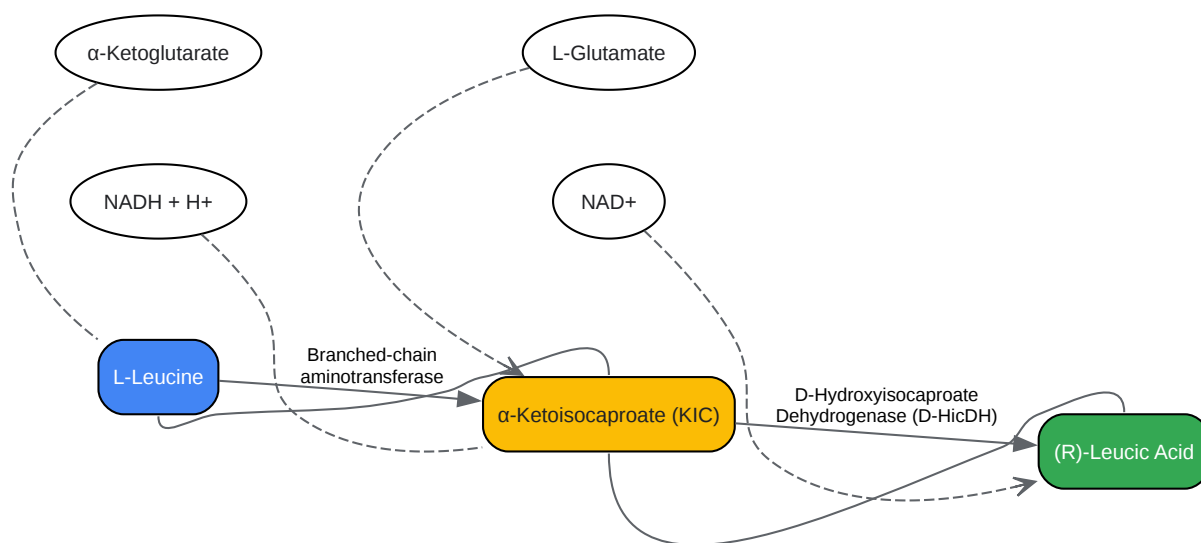 α-Ketoglutarate
L-Glutamate
NADH + H+
NAD+
Branched-chain
aminotransferase
L-Leucine
α-Ketoisocaproate (KIC)
D-Hydroxyisocaproate
Dehydrogenase (D-HicDH)
(R)-Leucic Acid